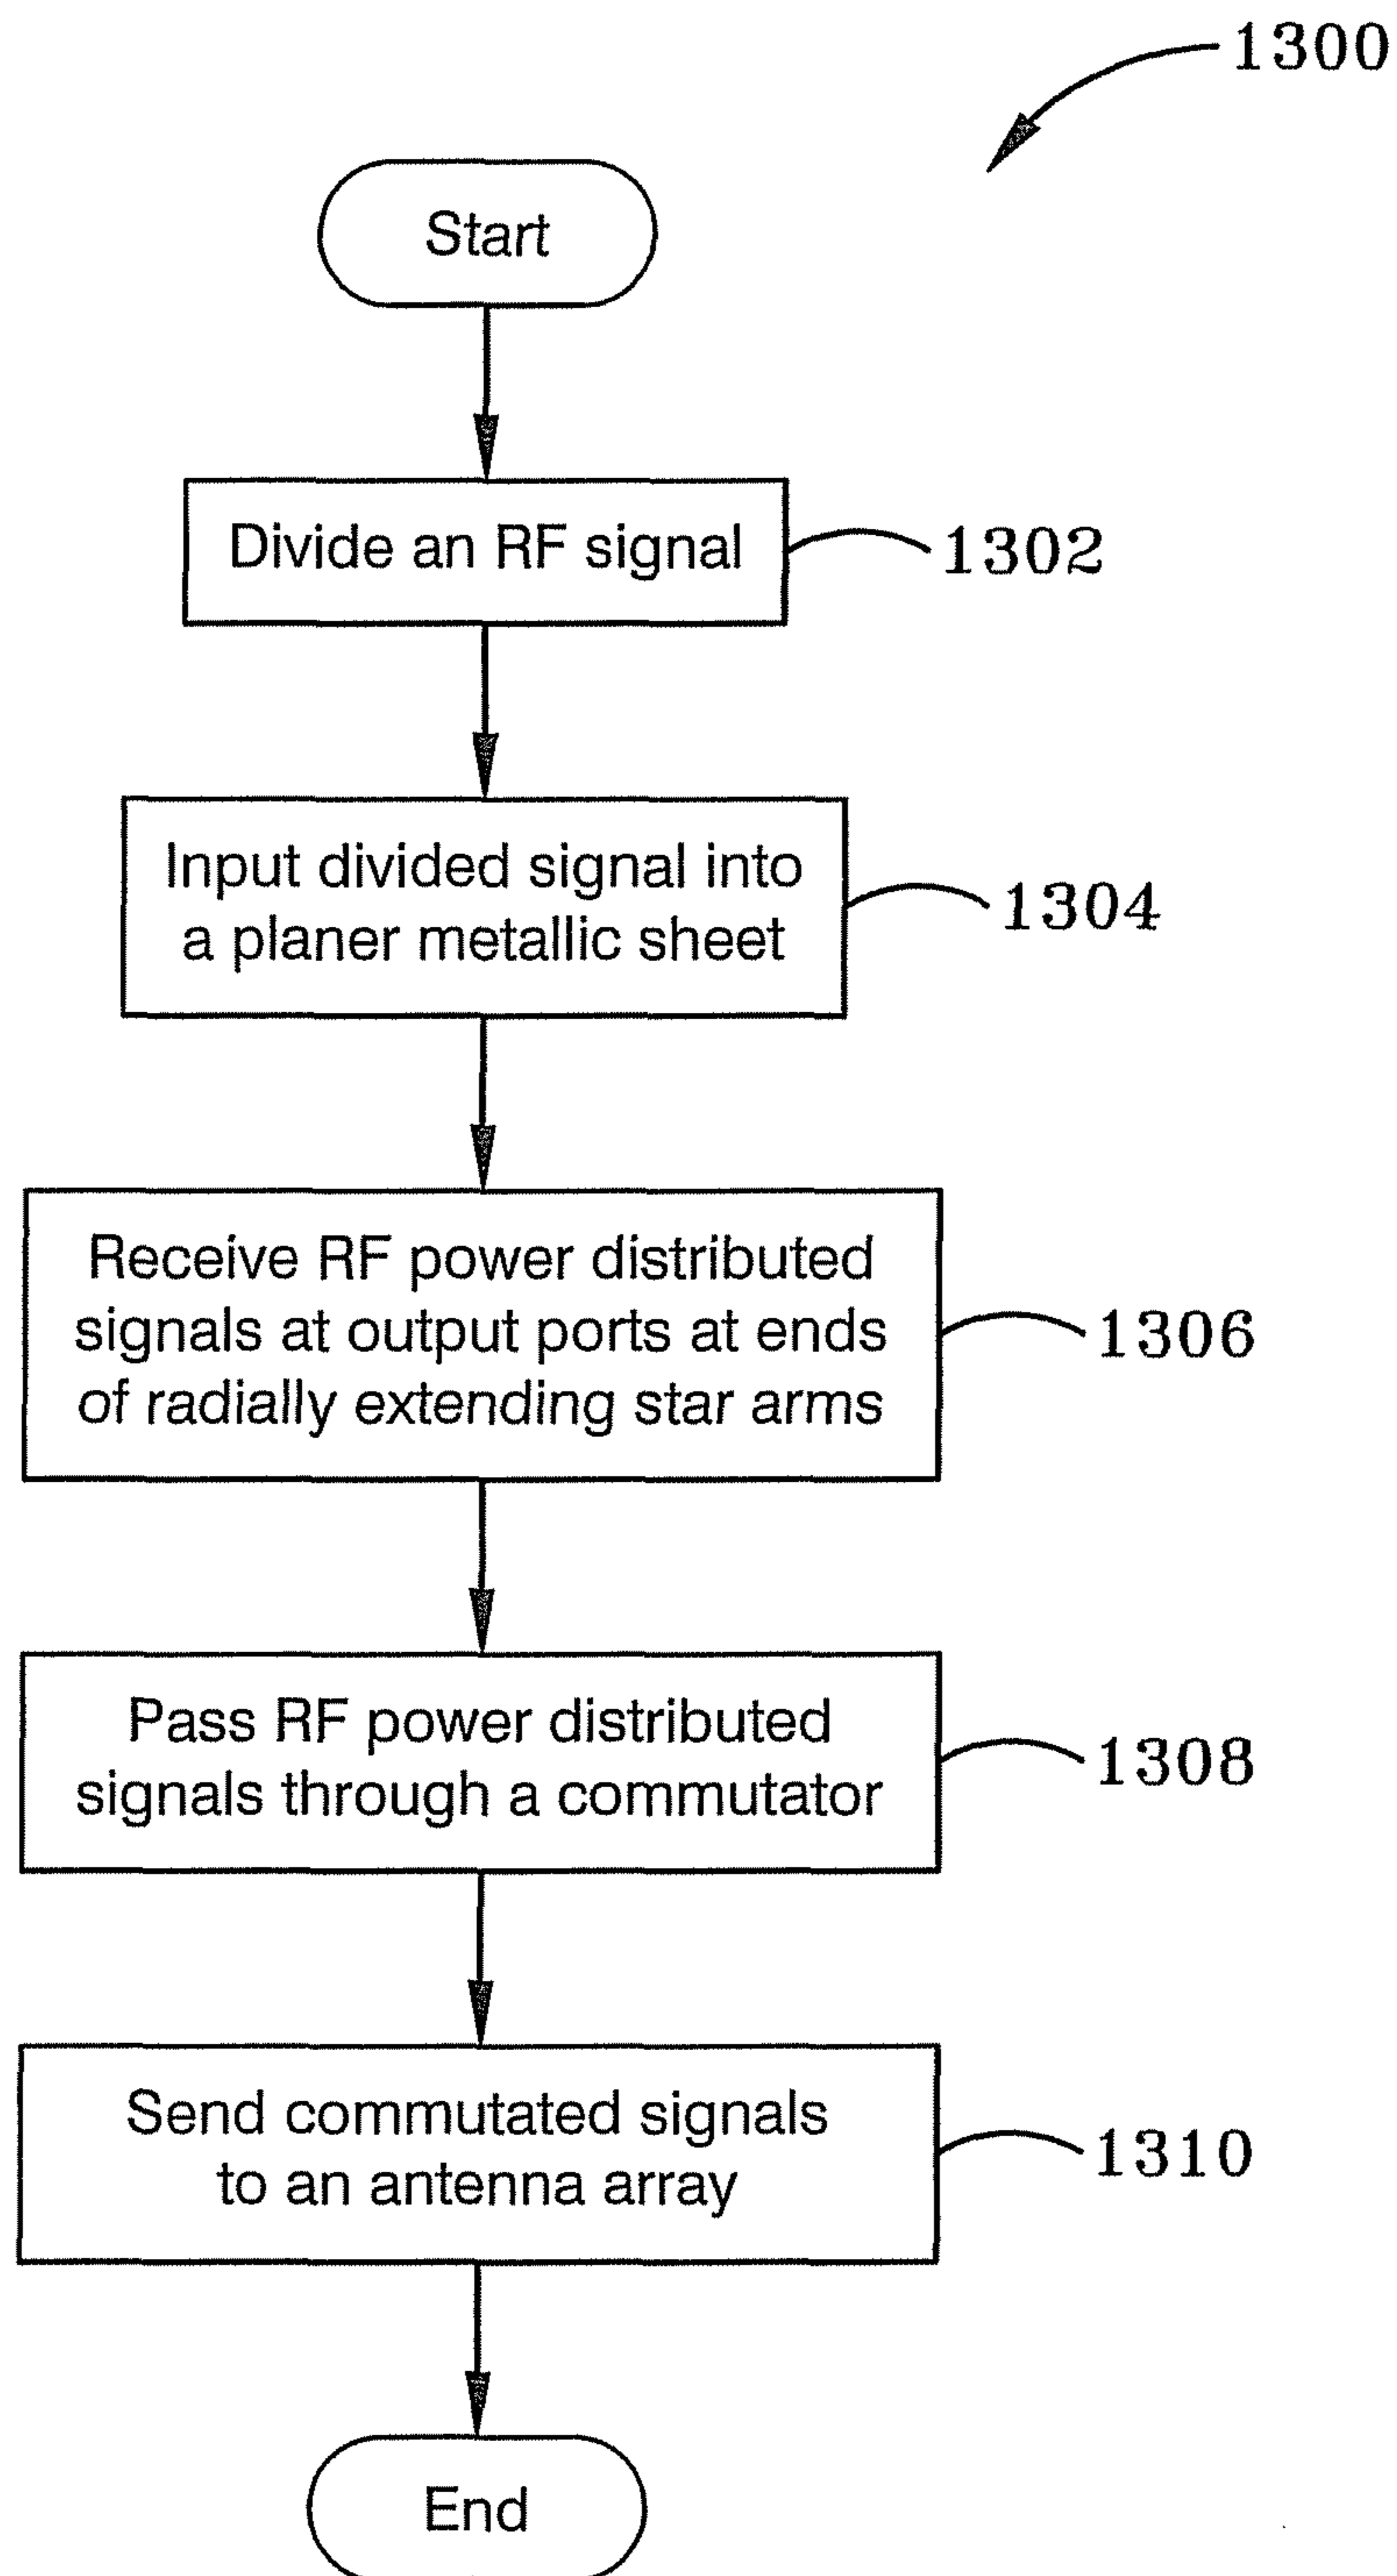 1300
Start
Divide an RF signal
1302
Input divided signal into
a planer metallic sheet
1304
Receive RF power distributed
signals at output ports at ends
of radially extending star arms
1306
Pass RF power distributed
signals through a commutator
1308
Send commutated signals
to an antenna array
1310
End